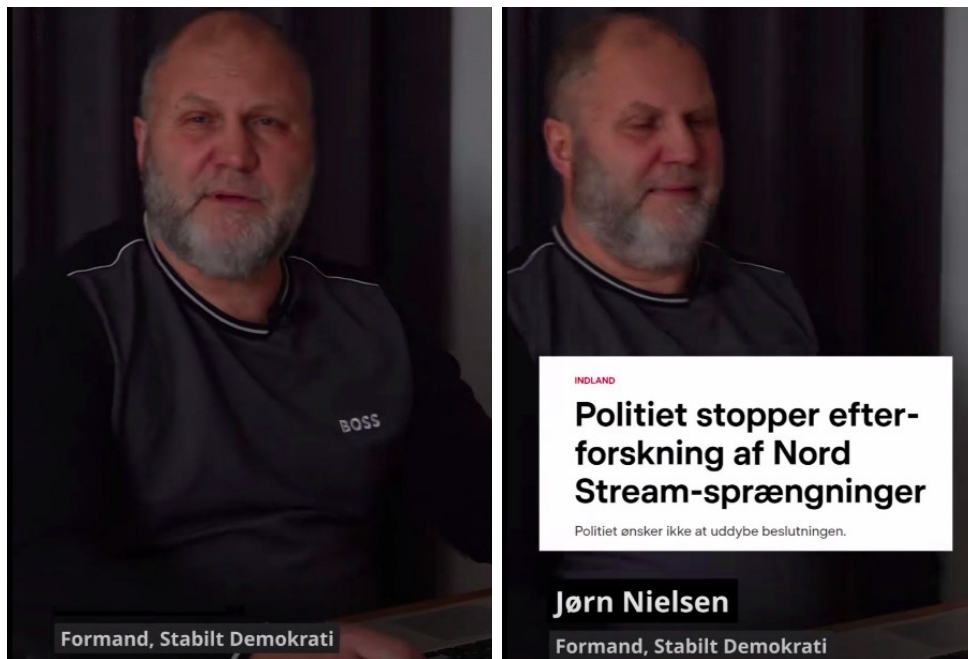 BOSS
Formand, Stabilt Demokrati
INDLAND
Politiet stopper efter-
forskning af Nord
Stream-sprængninger
Politiet ønsker ikke at uddybe beslutningen.
Jørn Nielsen
Formand, Stabilt Demokrati